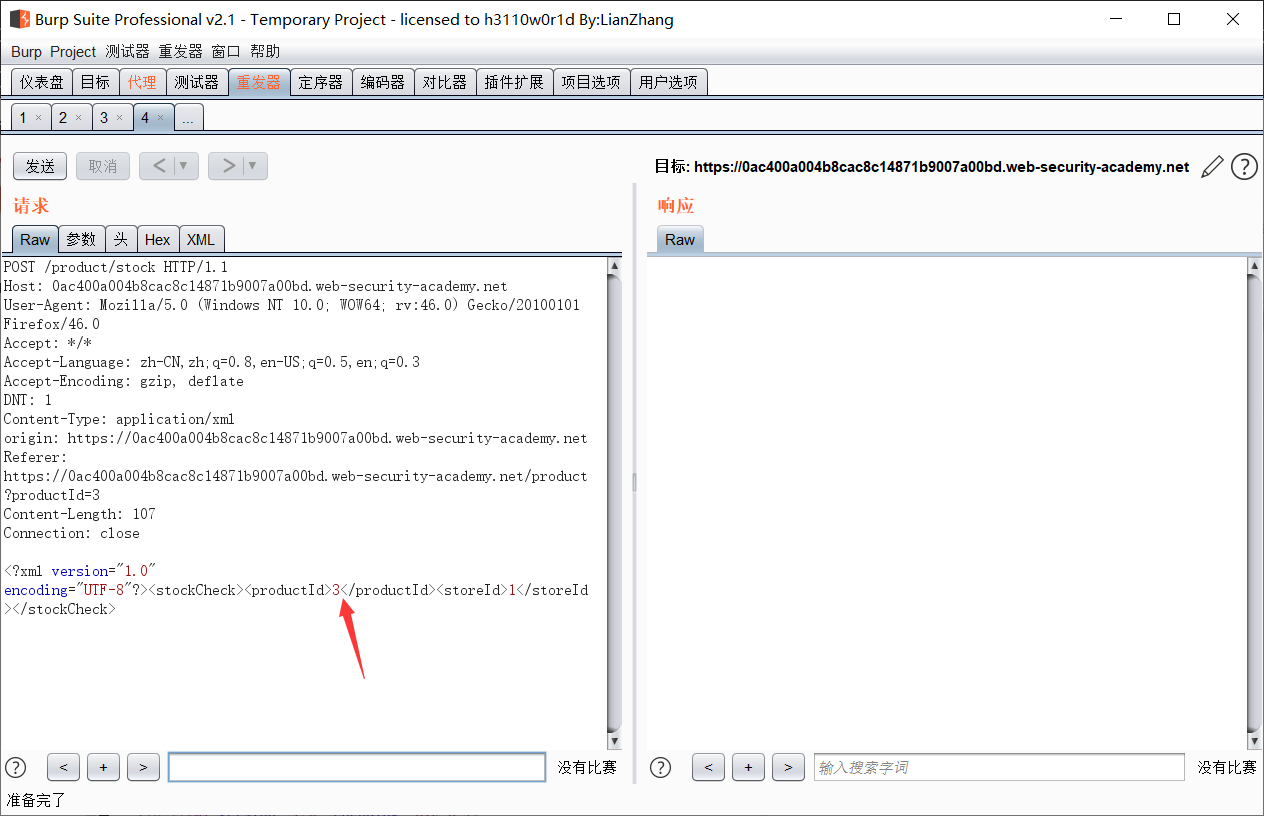 Burp Suite Professional v2.1 - Temporary Project - licensed to h3110w0r1d By:LianZhang
Burp Project 测试器 重发器 窗口 帮助
仪表盘 目标 代理 测试器 重发器 定序器 编码器 对比器 插件扩展 项目选项 用户选项
1 × 2 × 3 × 4 × ...
发送 取消 < ▼ > ▼ 目标: https://0ac400a004b8cac8c14871b9007a00bd.web-security-academy.net ?
请求
Raw 参数 头 Hex XML
POST /product/stock HTTP/1.1
Host: 0ac400a004b8cac8c14871b9007a00bd.web-security-academy.net
User-Agent: Mozilla/5.0 (Windows NT 10.0; WOW64; rv:46.0) Gecko/20100101
Firefox/46.0
Accept: */*
Accept-Language: zh-CN,zh;q=0.8,en-US;q=0.5,en;q=0.3
Accept-Encoding: gzip, deflate
DNT: 1
Content-Type: application/xml
origin: https://0ac400a004b8cac8c14871b9007a00bd.web-security-academy.net
Referer:
https://0ac400a004b8cac8c14871b9007a00bd.web-security-academy.net/product
?productId=3
Content-Length: 107
Connection: close
<?xml version="1.0"
encoding="UTF-8"?><stockCheck><productId>3</productId><storeId>1</storeId
></stockCheck>
? < + > 没有比赛
响应
Raw
? < + > 输入搜索字词 没有比赛
准备完了